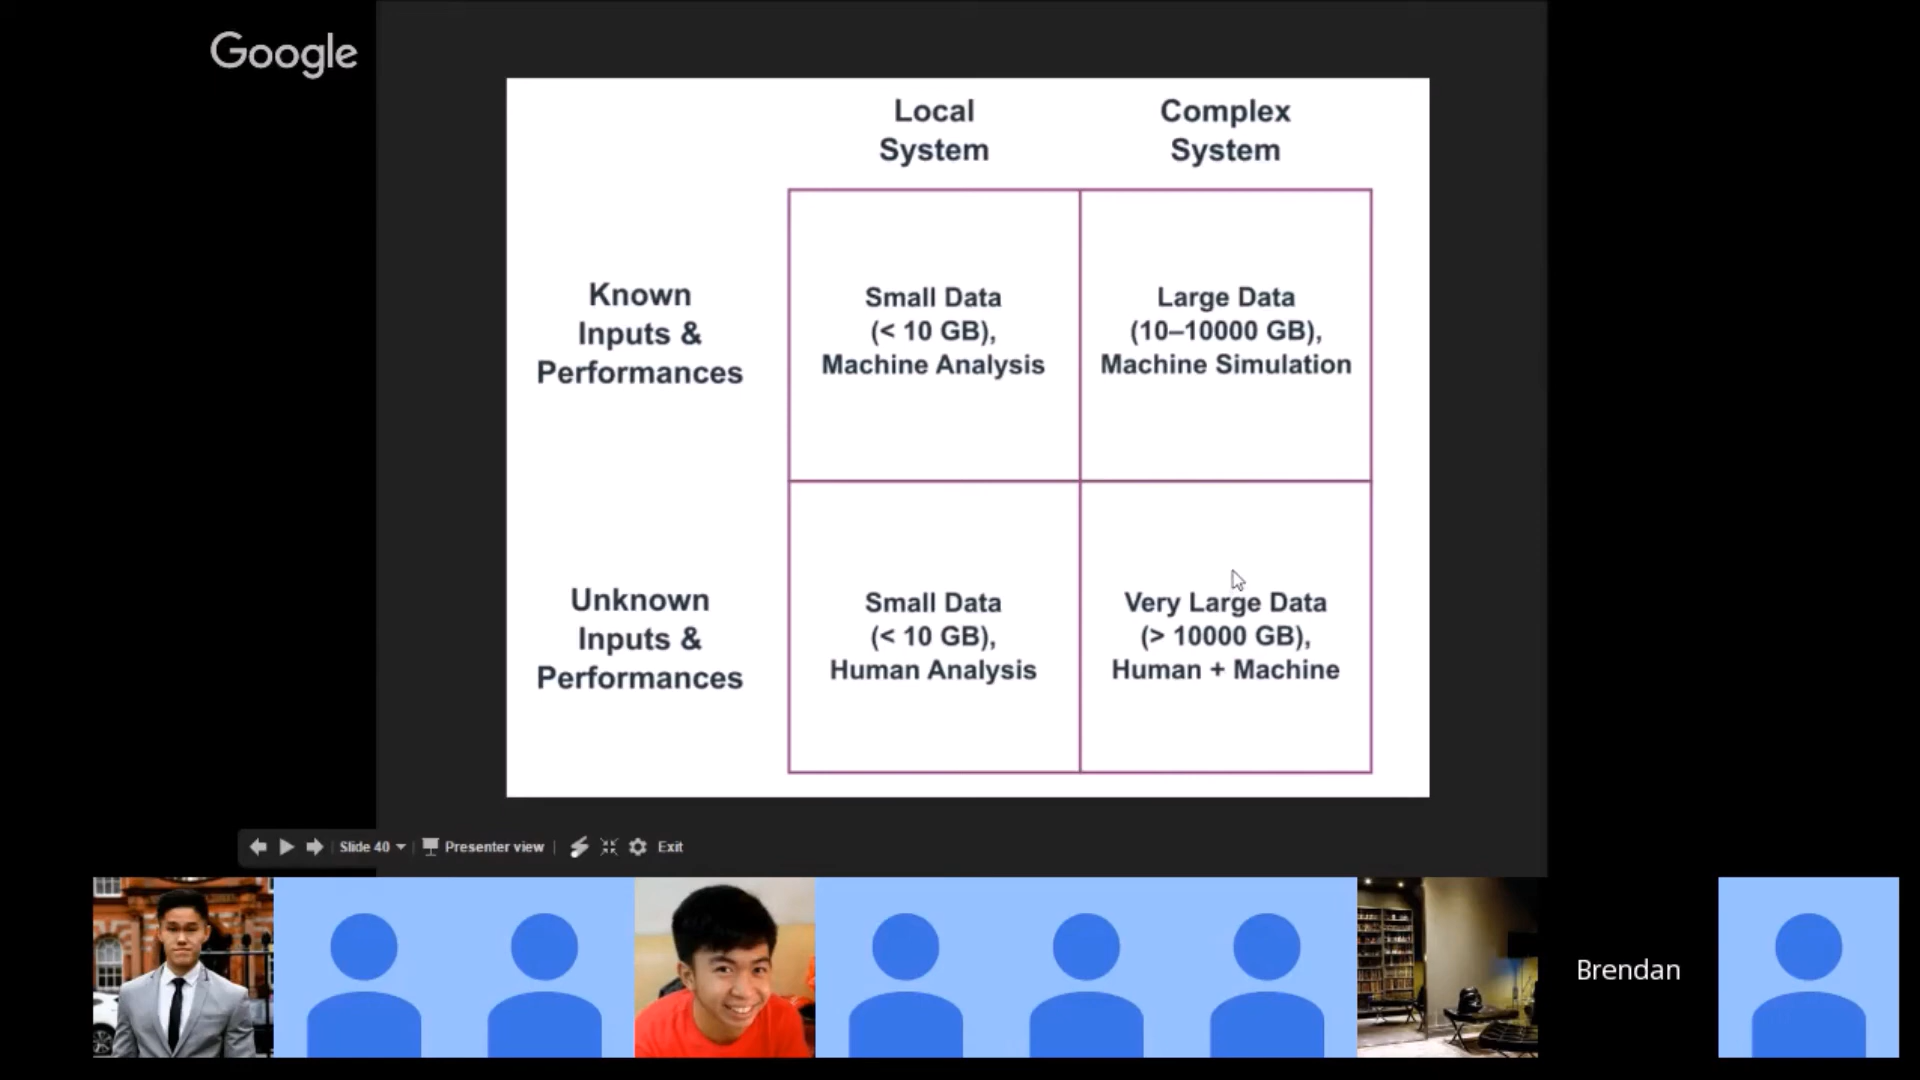 Google
Local
System
Complex
System
Known
Inputs &
Performances
Small Data
(< 10 GB),
Machine Analysis
Large Data
(10–10000 GB),
Machine Simulation
Unknown
Inputs &
Performances
Small Data
(< 10 GB),
Human Analysis
Very Large Data
(> 10000 GB),
Human + Machine
Slide 40
Presenter view
Exit
Brendan